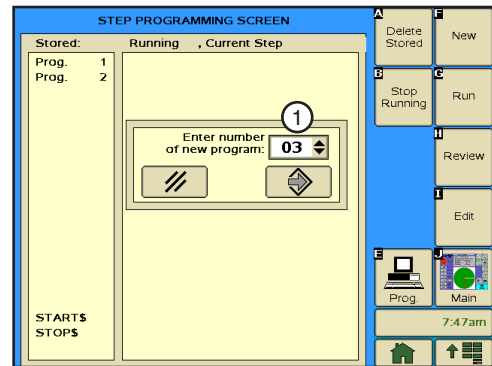 STEP PROGRAMMING SCREEN
Stored:
Running , Current Step
Prog. 1
Prog. 2
START$
STOP$
1
Enter number
of new program:
03
A
Delete
Stored
F
New
B
Stop
Running
G
Run
H
Review
I
Edit
E
Prog.
J
Main
7:47am